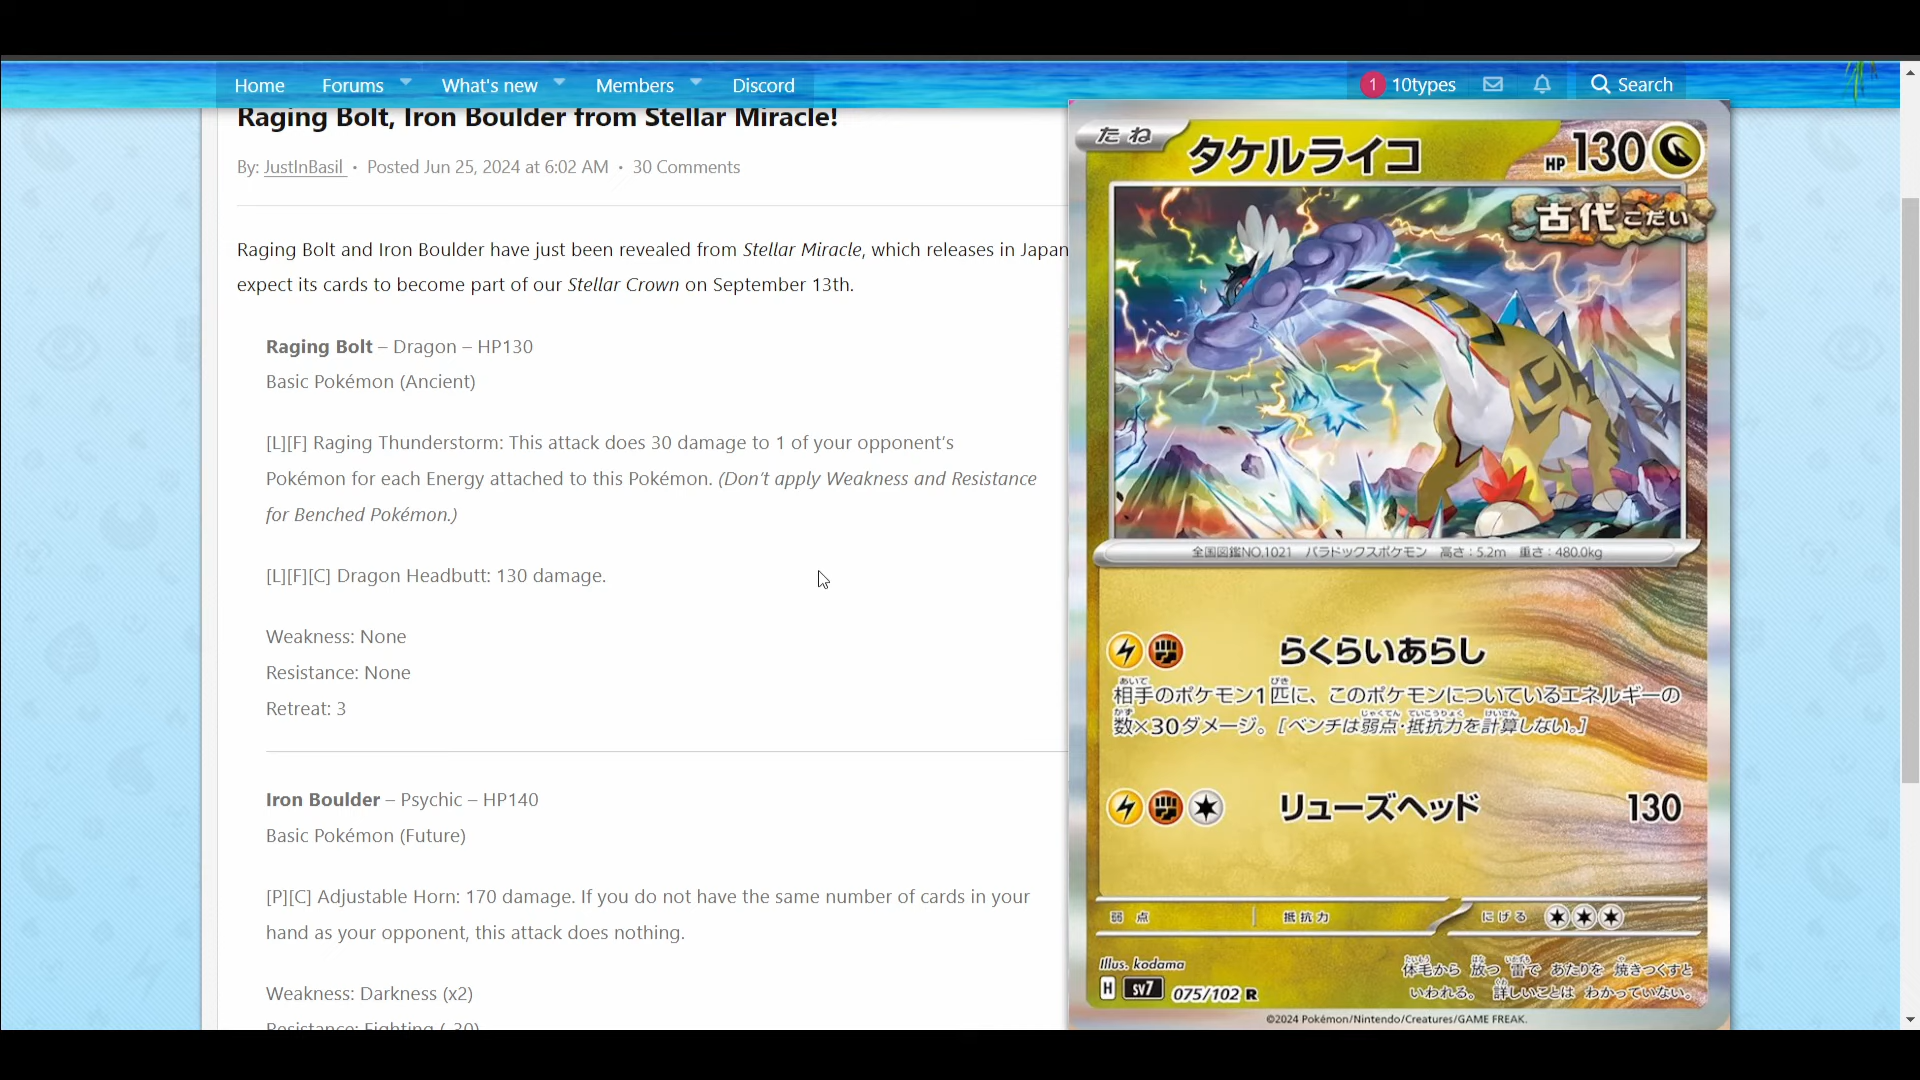 Home Forums What's new Members Discord 1 10types Search
Raging Bolt, Iron Boulder from Stellar Miracle!
By: JustInBasil • Posted Jun 25, 2024 at 6:02 AM • 30 Comments
Raging Bolt and Iron Boulder have just been revealed from Stellar Miracle, which releases in Japan
expect its cards to become part of our Stellar Crown on September 13th.
Raging Bolt – Dragon – HP130
Basic Pokémon (Ancient)
[L][F] Raging Thunderstorm: This attack does 30 damage to 1 of your opponent's
Pokémon for each Energy attached to this Pokémon. (Don't apply Weakness and Resistance
for Benched Pokémon.)
[L][F][C] Dragon Headbutt: 130 damage.
Weakness: None
Resistance: None
Retreat: 3
Iron Boulder – Psychic – HP140
Basic Pokémon (Future)
[P][C] Adjustable Horn: 170 damage. If you do not have the same number of cards in your
hand as your opponent, this attack does nothing.
Weakness: Darkness (x2)
Resistance: Fighting (-30)
たね タケルライコ HP 130
古代 こだい
全国図鑑NO.1021 パラドックスポケモン 高さ:5.2m 重さ:480.0kg
らくらいあらし
相手のポケモン1匹に、このポケモンについているエネルギーの
数×30ダメージ。[ベンチは弱点・抵抗力を計算しない。]
リューズヘッド 130
弱点 抵抗力 にげる
Illus. kodama
H sv7 075/102 R
体毛から 放つ 雷で あたりを 焼きつくすと
いわれる。 詳しいことは わかっていない。
©2024 Pokémon/Nintendo/Creatures/GAME FREAK.